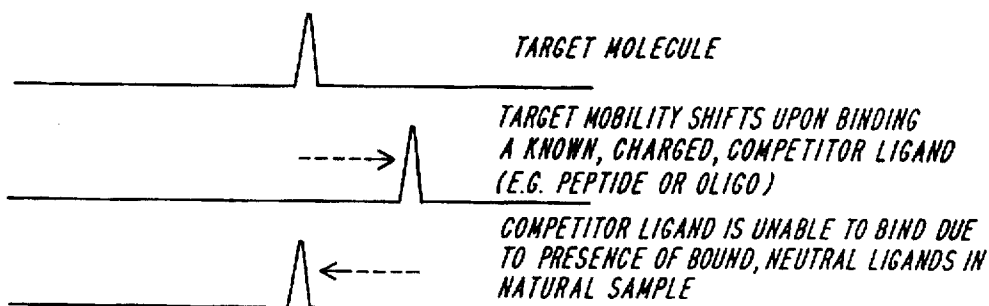 TARGET MOLECULE
TARGET MOBILITY SHIFTS UPON BINDING
A KNOWN, CHARGED, COMPETITOR LIGAND
(E.G. PEPTIDE OR OLIGO)
COMPETITOR LIGAND IS UNABLE TO BIND DUE
TO PRESENCE OF BOUND, NEUTRAL LIGANDS IN
NATURAL SAMPLE